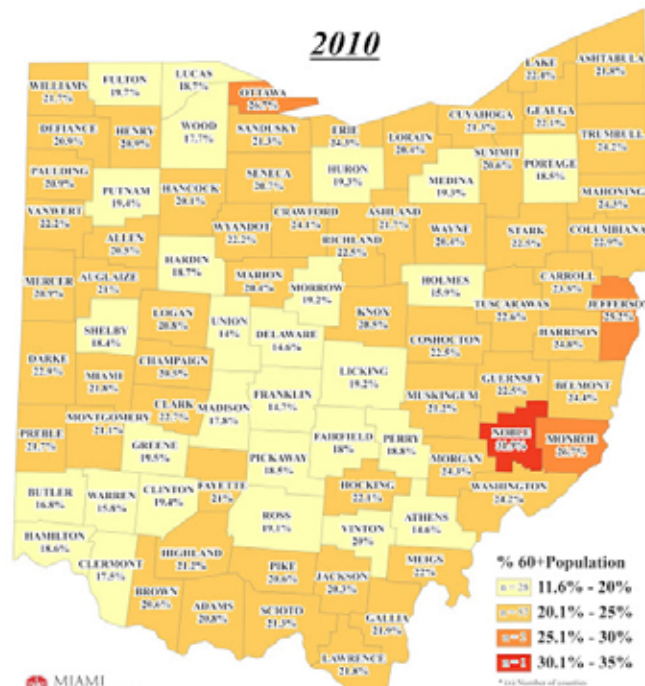 2010
WILLIAMS
21.7%
FULTON
19.7%
LUCAS
18.7%
OTTAWA
26.7%
LAKE
22.4%
ASHTABULA
21.8%
DEFIANCE
20.9%
HENRY
20.9%
WOOD
17.7%
SANDUSKY
21.3%
ERIE
24.3%
LORAIN
20.4%
CUYAHOGA
21.3%
GEAUGA
22.1%
TRUMBULL
24.2%
PAULDING
20.9%
PUTNAM
19.4%
HANCOCK
20.1%
SENECA
20.7%
HURON
19.3%
MEDINA
19.3%
SUMMIT
20.6%
PORTAGE
18.5%
MAHONING
24.3%
VANWERT
22.2%
ALLEN
20.5%
WYANDOT
22.2%
CRAWFORD
24.1%
RICHLAND
22.5%
ASHLAND
21.7%
WAYNE
20.4%
STARK
22.5%
COLUMBIANA
22.9%
MERCER
20.9%
AUGLAIZE
21%
HARDIN
18.7%
MARION
20.4%
MORROW
19.2%
HOLMES
15.9%
TUSCARAWAS
22.6%
CARROLL
JEFFERSON
25.2%
SHELBY
18.4%
LOGAN
20.8%
UNION
14%
DELAWARE
14.6%
KNOX
20.5%
COSHOCTON
22.5%
HARRISON
24.8%
DARKE
22.9%
MIAMI
21.8%
CHAMPAIGN
20.5%
LICKING
19.2%
GUERNSEY
22.5%
BELMONT
24.4%
PREBLE
21.7%
MONTGOMERY
21.1%
CLARK
22.7%
MADISON
17.8%
FRANKLIN
14.7%
MUSKINGUM
21.2%
NOBLE
MONROE
26.7%
GREENE
19.5%
PICKAWAY
18.5%
FAIRFIELD
18%
PERRY
18.8%
MORGAN
24.3%
WASHINGTON
24.2%
BUTLER
16.8%
WARREN
15.8%
CLINTON
19.4%
FAYETTE
21%
HOCKING
22.1%
ROSS
19.1%
ATHENS
14.6%
VINTON
20%
HAMILTON
18.6%
CLERMONT
17.5%
HIGHLAND
21.2%
PIKE
20.6%
JACKSON
20.3%
MEIGS
22%
BROWN
20.6%
ADAMS
20.8%
SCIOTO
21.3%
GALLIA
21.9%
LAWRENCE
21.8%
% 60+Population
n=28 11.6% - 20%
20.1% - 25%
25.1% - 30%
n=1 30.1% - 35%
* (n) Number of counties
MIAMI